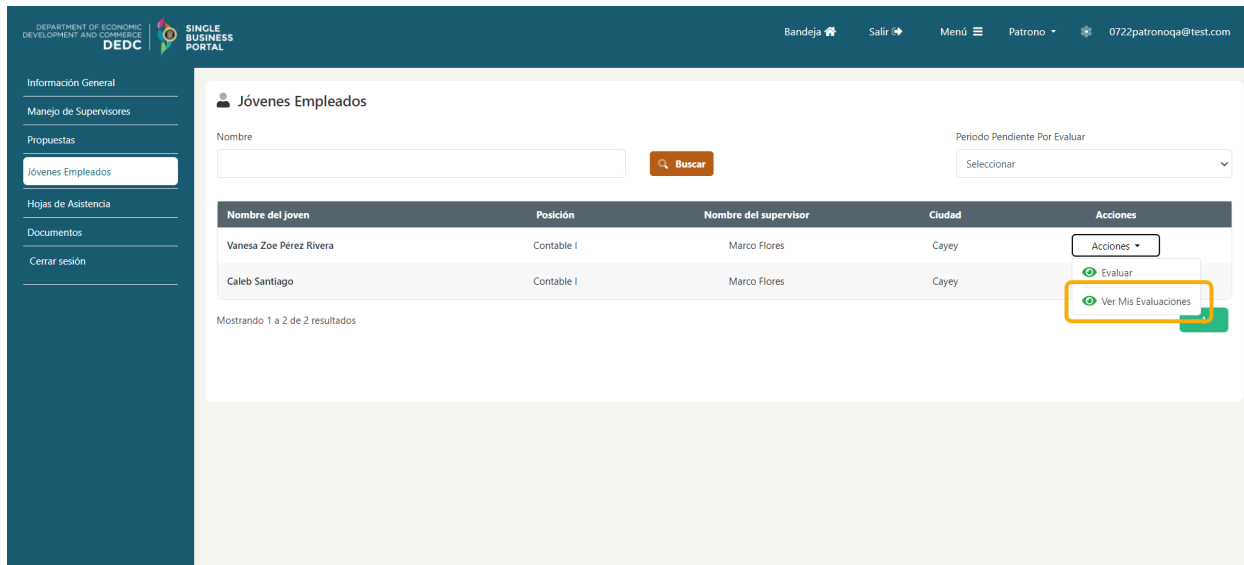 DEPARTMENT OF ECONOMIC
DEVELOPMENT AND COMMERCE
DEDC
SINGLE
BUSINESS
PORTAL
Bandeja
Salir
Menú
Patrono
0722patronoqa@test.com
Información General
Manejo de Supervisores
Propuestas
Jóvenes Empleados
Hojas de Asistencia
Documentos
Cerrar sesión
Jóvenes Empleados
Nombre
Periodo Pendiente Por Evaluar
Buscar
Seleccionar
Nombre del joven Posición Nombre del supervisor Ciudad Acciones
Vanesa Zoe Pérez Rivera Contable I Marco Flores Cayey Acciones
Caleb Santiago Contable I Marco Flores Cayey
Evaluar
Ver Mis Evaluaciones
Mostrando 1 a 2 de 2 resultados